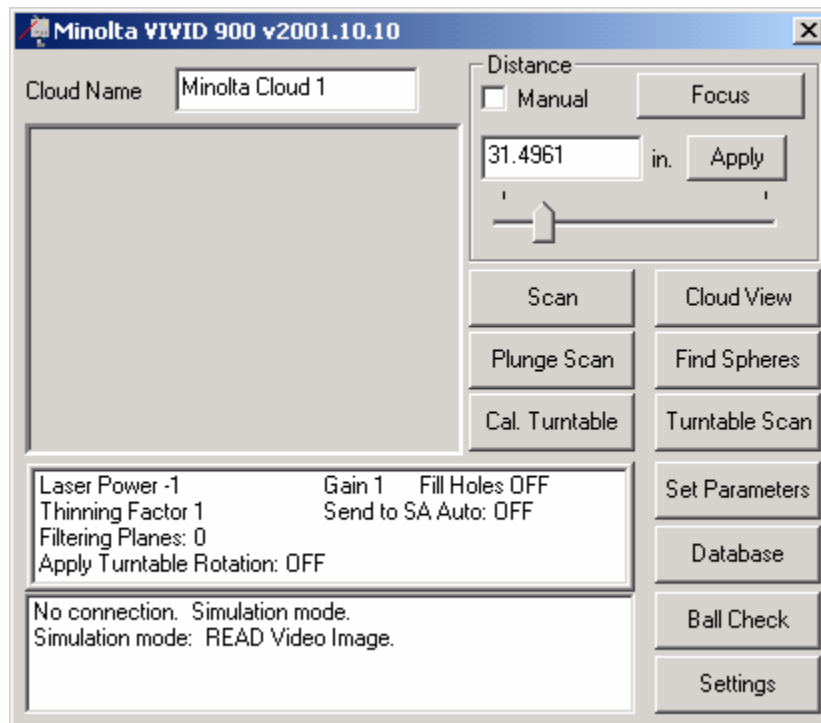 Minolta VIVID 900 v2001.10.10
Cloud Name
Minolta Cloud 1
Distance
Manual
Focus
31.4961
in.
Apply
Scan
Cloud View
Plunge Scan
Find Spheres
Cal. Turntable
Turntable Scan
Laser Power -1 Gain 1 Fill Holes OFF
Thinning Factor 1 Send to SA Auto: OFF
Filtering Planes: 0
Apply Turntable Rotation: OFF
Set Parameters
Database
No connection. Simulation mode.
Simulation mode: READ Video Image.
Ball Check
Settings